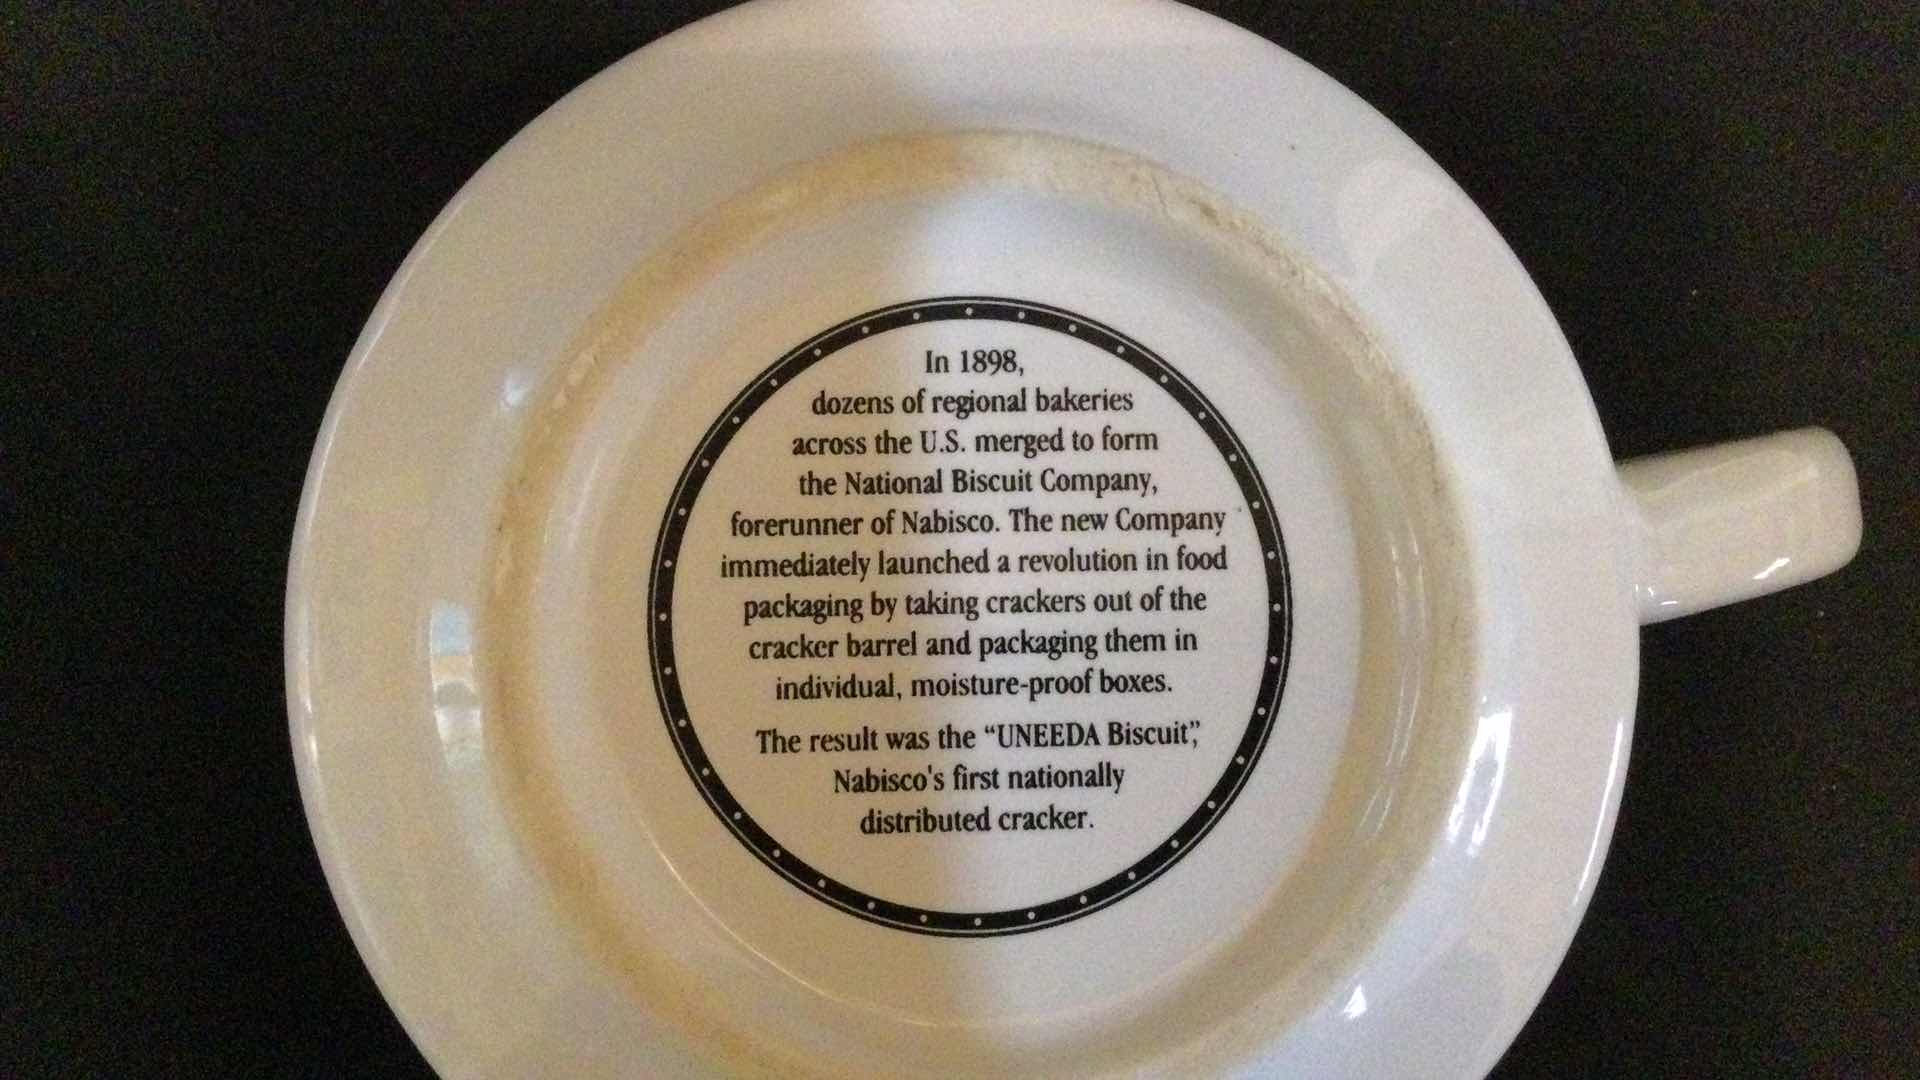 In 1898,
dozens of regional bakeries
across the U.S. merged to form
the National Biscuit Company,
forerunner of Nabisco. The new Company
immediately launched a revolution in food
packaging by taking crackers out of the
cracker barrel and packaging them in
individual, moisture-proof boxes.
The result was the “UNEEDA Biscuit”,
Nabisco's first nationally
distributed cracker.